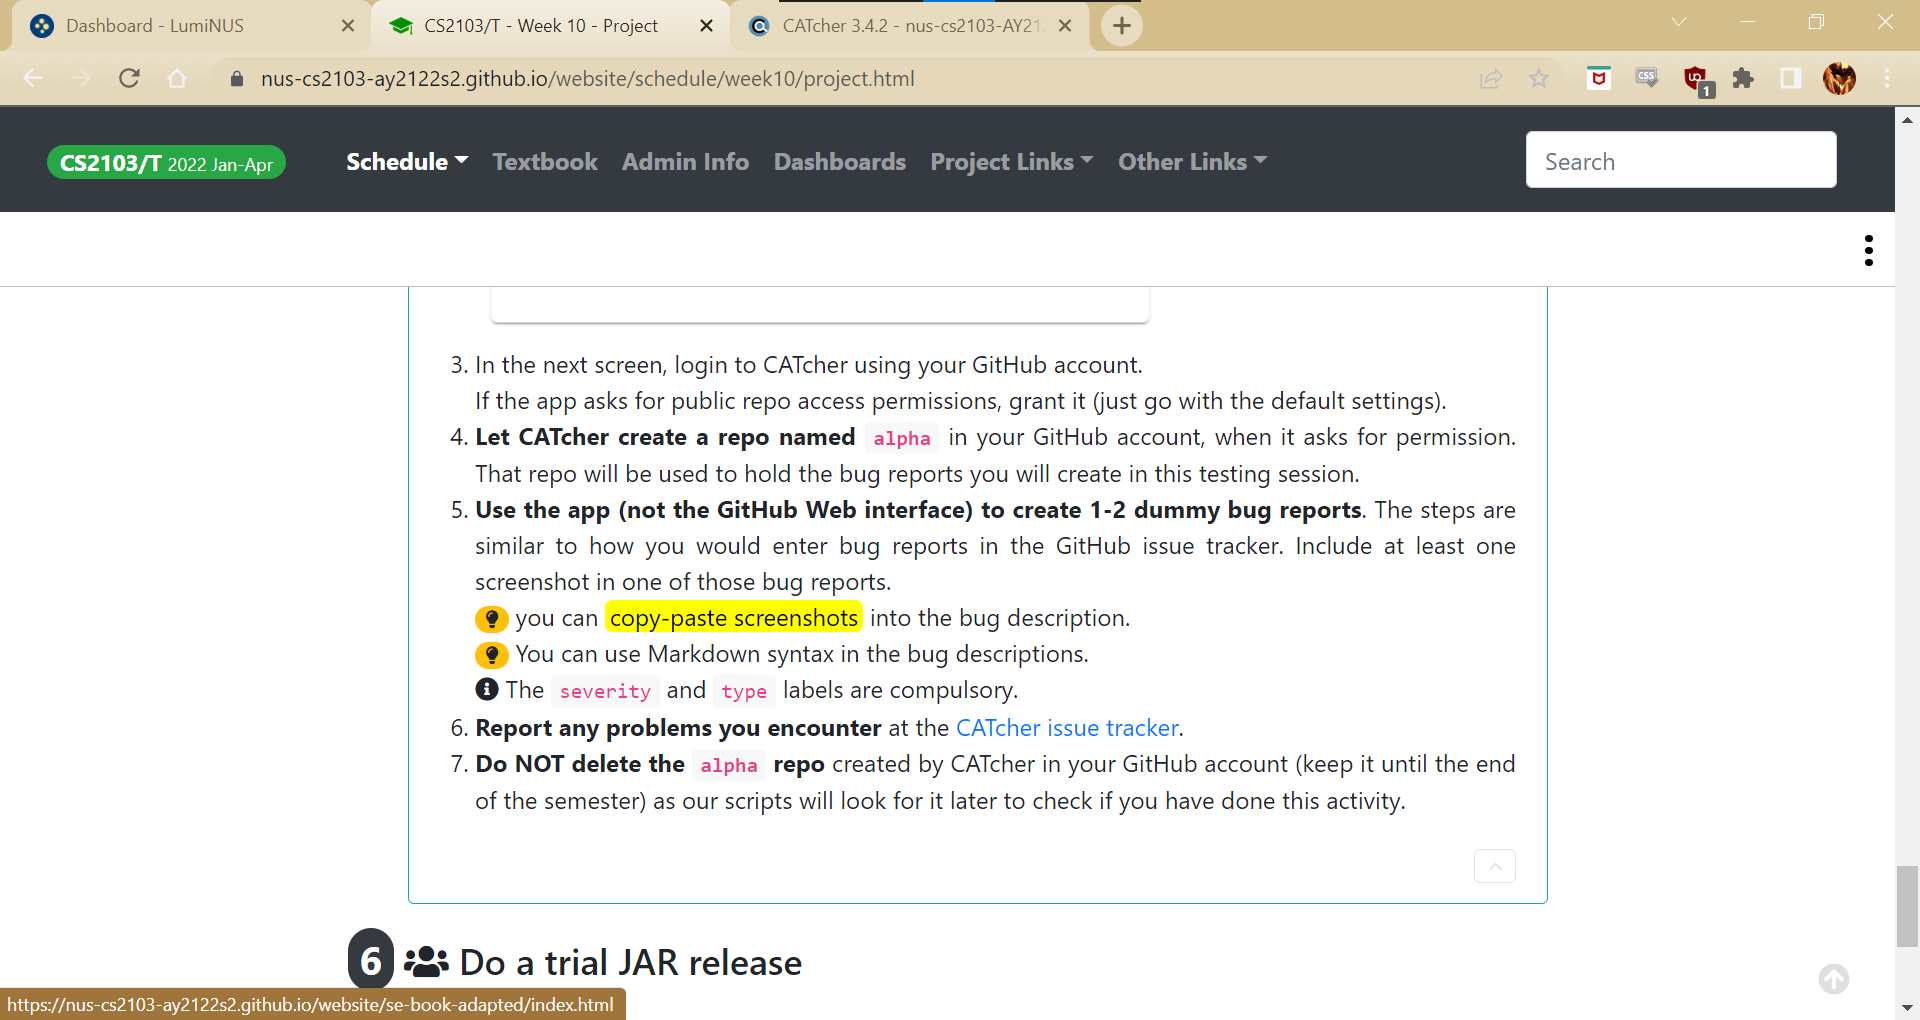 Dashboard - LumiNUS
CS2103/T - Week 10 - Project
CATcher 3.4.2 - nus-cs2103-AY21
nus-cs2103-ay2122s2.github.io/website/schedule/week10/project.html
CSS
1
CS2103/T 2022 Jan-Apr
Schedule
Textbook
Admin Info
Dashboards
Project Links
Other Links
Search
3. In the next screen, login to CATcher using your GitHub account.
If the app asks for public repo access permissions, grant it (just go with the default settings).
4. Let CATcher create a repo named alpha in your GitHub account, when it asks for permission.
That repo will be used to hold the bug reports you will create in this testing session.
5. Use the app (not the GitHub Web interface) to create 1-2 dummy bug reports. The steps are
similar to how you would enter bug reports in the GitHub issue tracker. Include at least one
screenshot in one of those bug reports.
you can copy-paste screenshots into the bug description.
You can use Markdown syntax in the bug descriptions.
The severity and type labels are compulsory.
6. Report any problems you encounter at the CATcher issue tracker.
7. Do NOT delete the alpha repo created by CATcher in your GitHub account (keep it until the end
of the semester) as our scripts will look for it later to check if you have done this activity.
6 Do a trial JAR release
https://nus-cs2103-ay2122s2.github.io/website/se-book-adapted/index.html